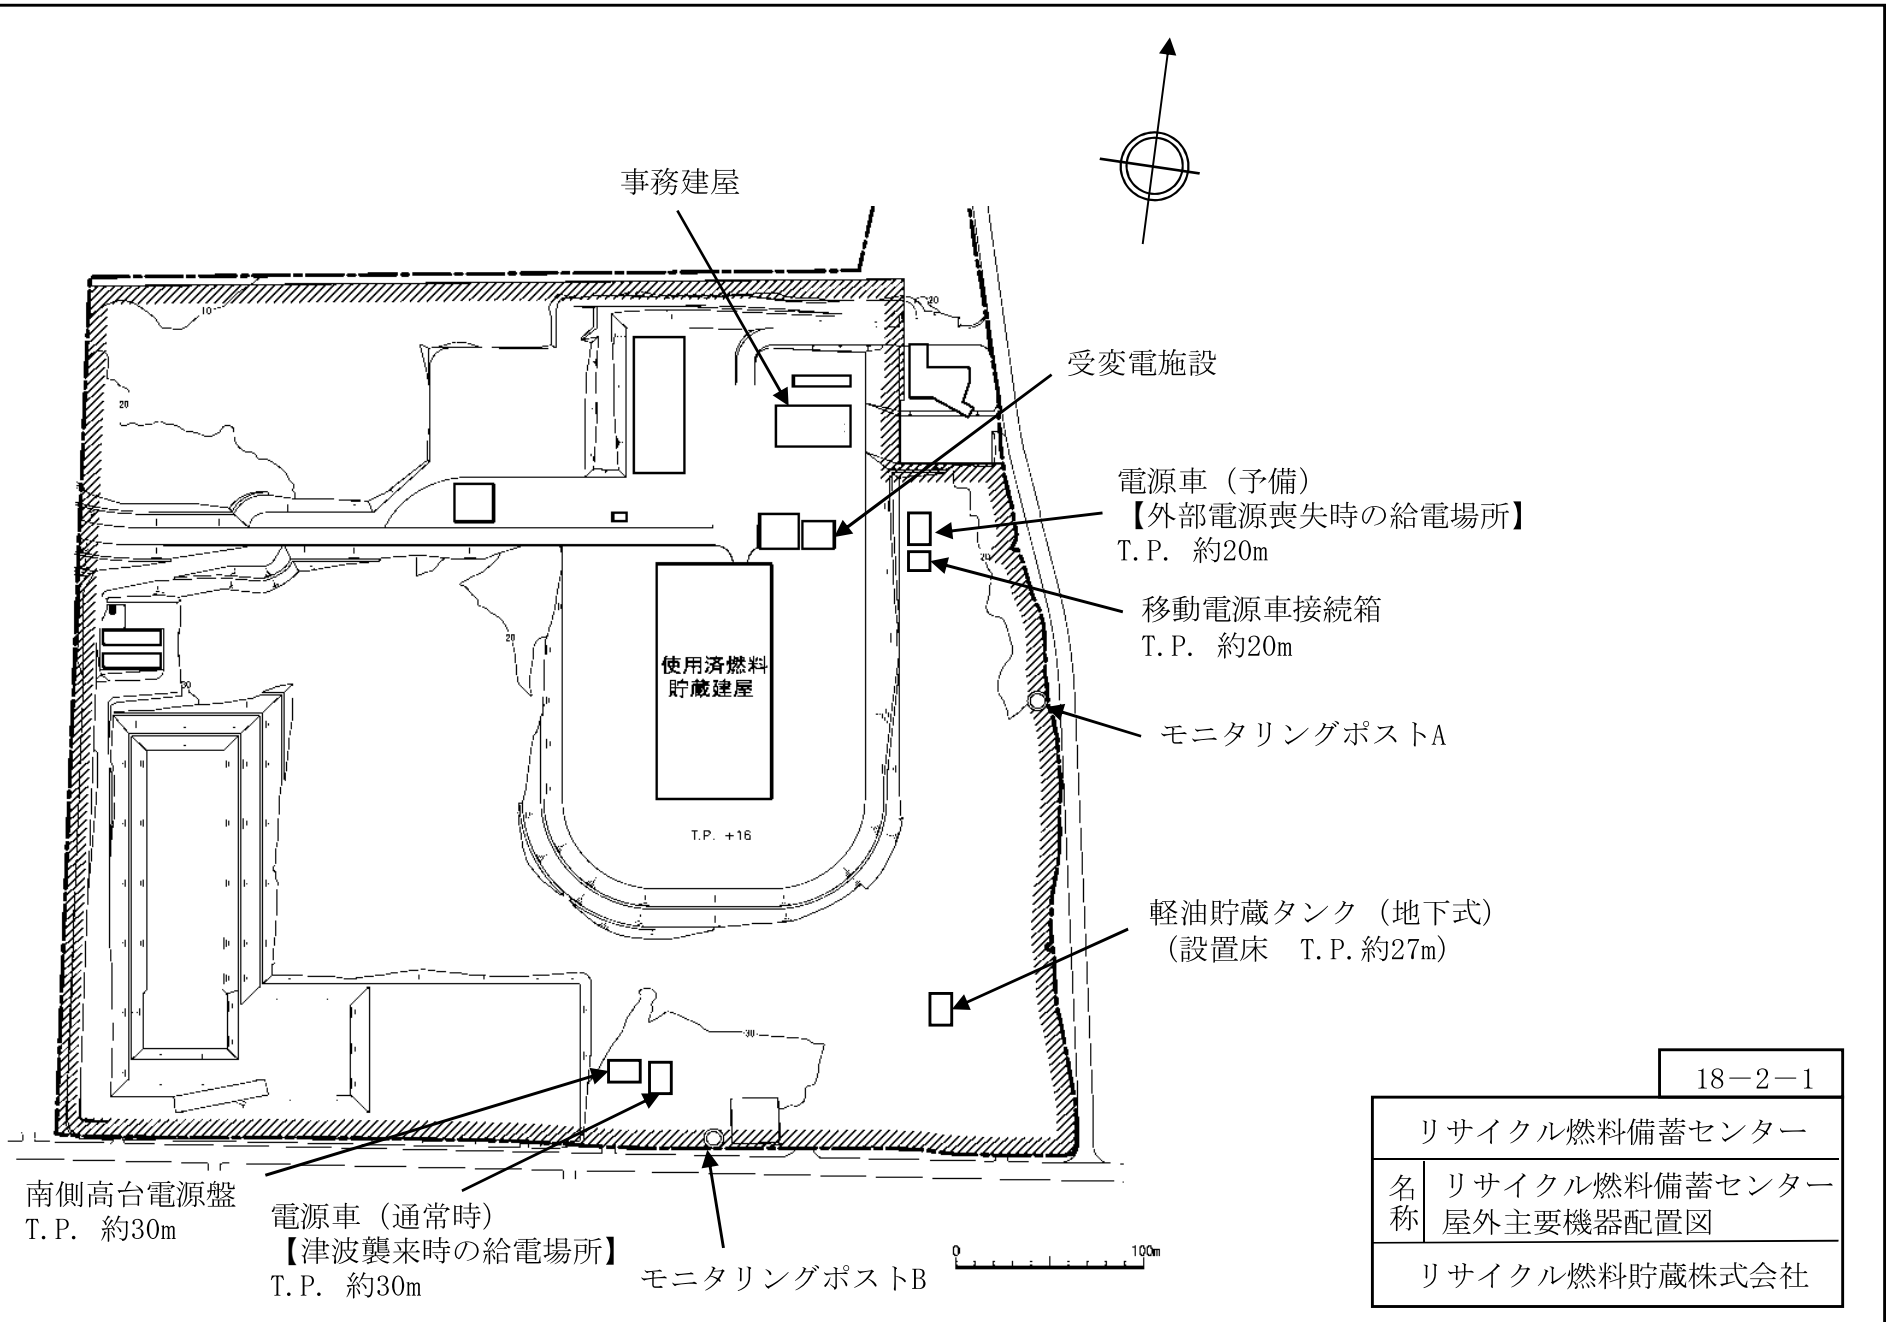 事務建屋
受変電施設
電源車（予備）
【外部電源喪失時の給電場所】
T.P. 約20m
移動電源車接続箱
T.P. 約20m
モニタリングポストA
軽油貯蔵タンク（地下式）
（設置床　T.P.約27m）
10
20
20
20
20
30
30
使用済燃料
貯蔵建屋
T.P. +16
南側高台電源盤
T.P. 約30m
電源車（通常時）
【津波襲来時の給電場所】
T.P. 約30m
モニタリングポストB
0 100m
18－2－1
リサイクル燃料備蓄センター
名称
リサイクル燃料備蓄センター
屋外主要機器配置図
リサイクル燃料貯蔵株式会社